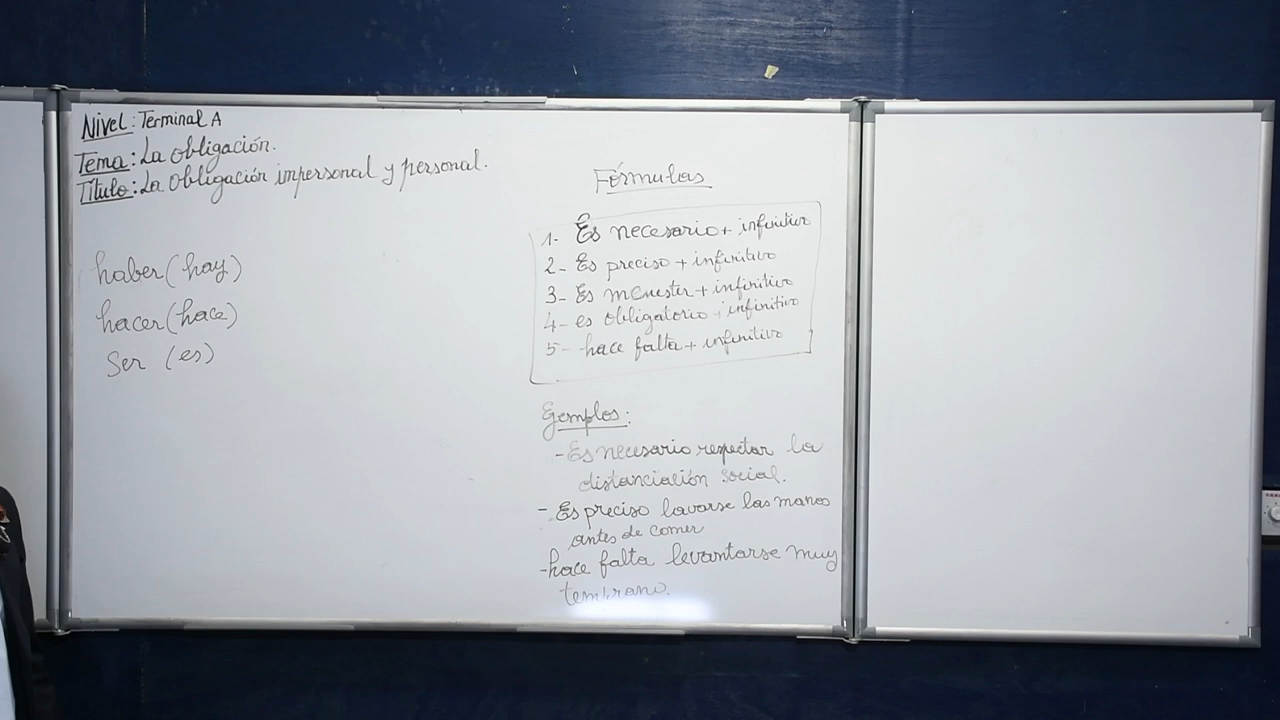 Nivel: Terminal A
Tema: La obligación.
Título: La obligación impersonal y personal.
haber (hay)
hacer (hace)
Ser (es)
Fórmulas
1- Es necesario + infinitivo
2- Es preciso + infinitivo
3- Es menester + infinitivo
4- es obligatorio + infinitivo
5- hace falta + infinitivo
Ejemplos:
- Es necesario respetar la
distanciación social.
- Es preciso lavarse las manos
antes de comer
- hace falta levantarse muy
temprano.